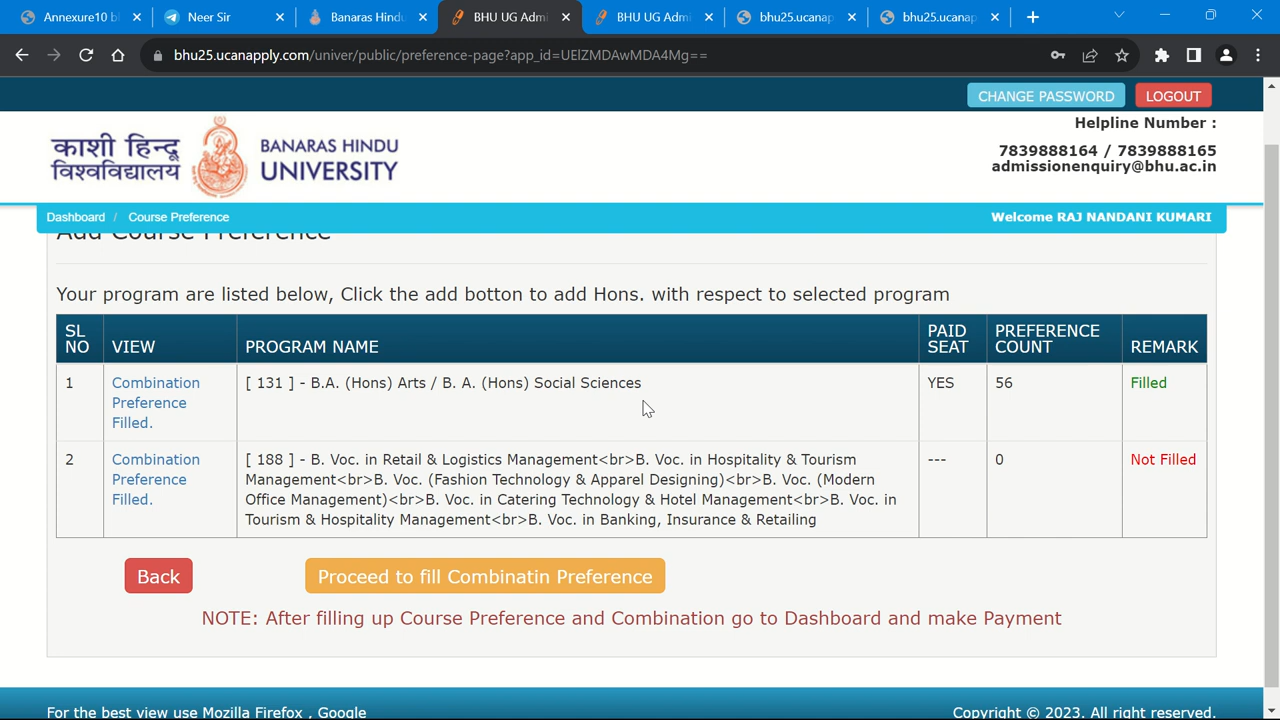 Annexure10 bl
Neer Sir
Banaras Hindu
BHU UG Admi
BHU UG Admi
bhu25.ucanap
bhu25.ucanap
bhu25.ucanapply.com/univer/public/preference-page?app_id=UElZMDAwMDA4Mg==
CHANGE PASSWORD
LOGOUT
Helpline Number :
7839888164 / 7839888165
admissionenquiry@bhu.ac.in
काशी हिन्दू
विश्वविद्यालय
BANARAS HINDU
UNIVERSITY
Dashboard / Course Preference
Welcome RAJ NANDANI KUMARI
Add Course Preference
Your program are listed below, Click the add botton to add Hons. with respect to selected program
SL NO
VIEW
PROGRAM NAME
PAID SEAT
PREFERENCE COUNT
REMARK
1
Combination
Preference
Filled.
[ 131 ] - B.A. (Hons) Arts / B. A. (Hons) Social Sciences
YES
56
Filled
2
Combination
Preference
Filled.
[ 188 ] - B. Voc. in Retail & Logistics Management<br>B. Voc. in Hospitality & Tourism
Management<br>B. Voc. (Fashion Technology & Apparel Designing)<br>B. Voc. (Modern
Office Management)<br>B. Voc. in Catering Technology & Hotel Management<br>B. Voc. in
Tourism & Hospitality Management<br>B. Voc. in Banking, Insurance & Retailing
---
0
Not Filled
Back
Proceed to fill Combinatin Preference
NOTE: After filling up Course Preference and Combination go to Dashboard and make Payment
For the best view use Mozilla Firefox , Google
Copyright © 2023. All right reserved.